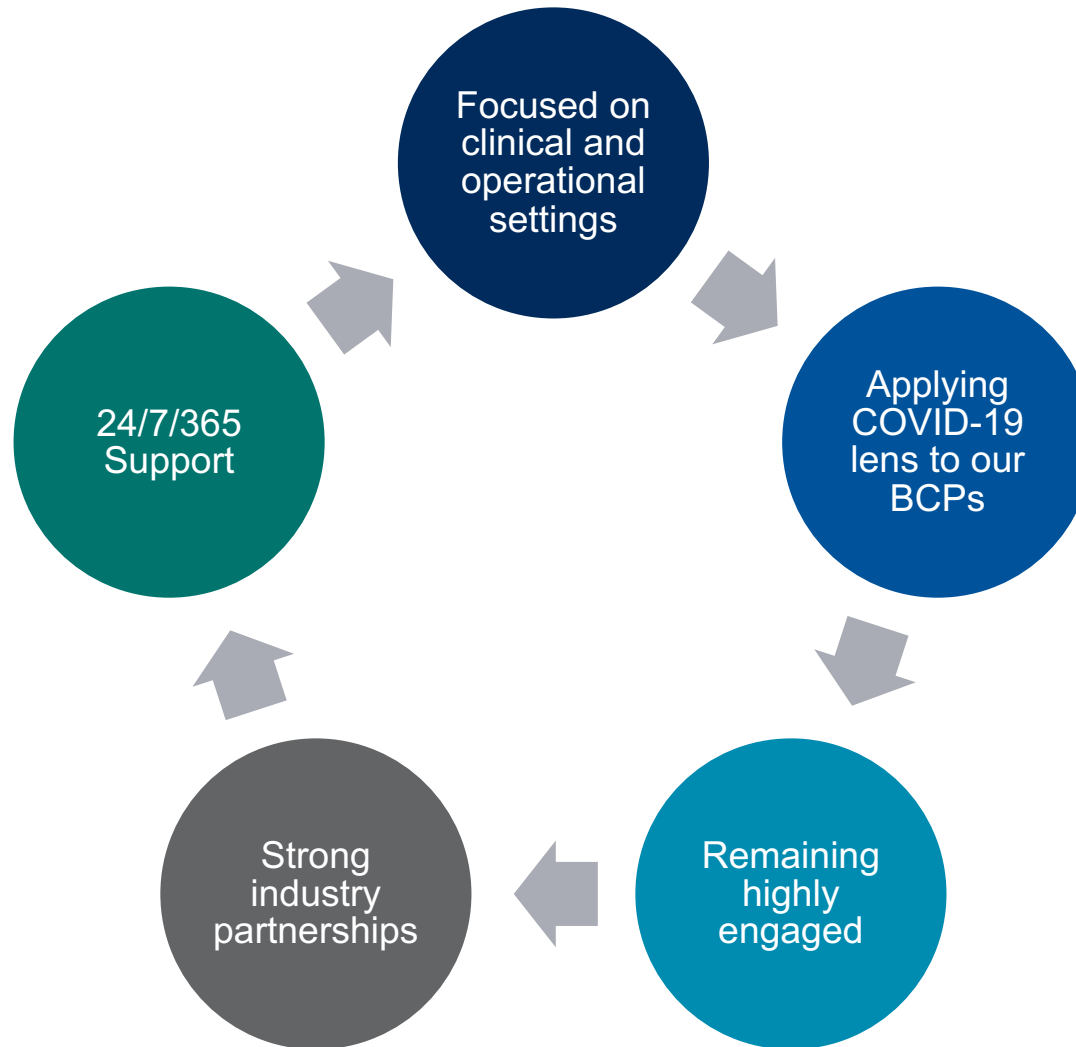 Focused on
clinical and
operational
settings
Applying
COVID-19
lens to our
BCPs
Remaining
highly
engaged
Strong
industry
partnerships
24/7/365
Support